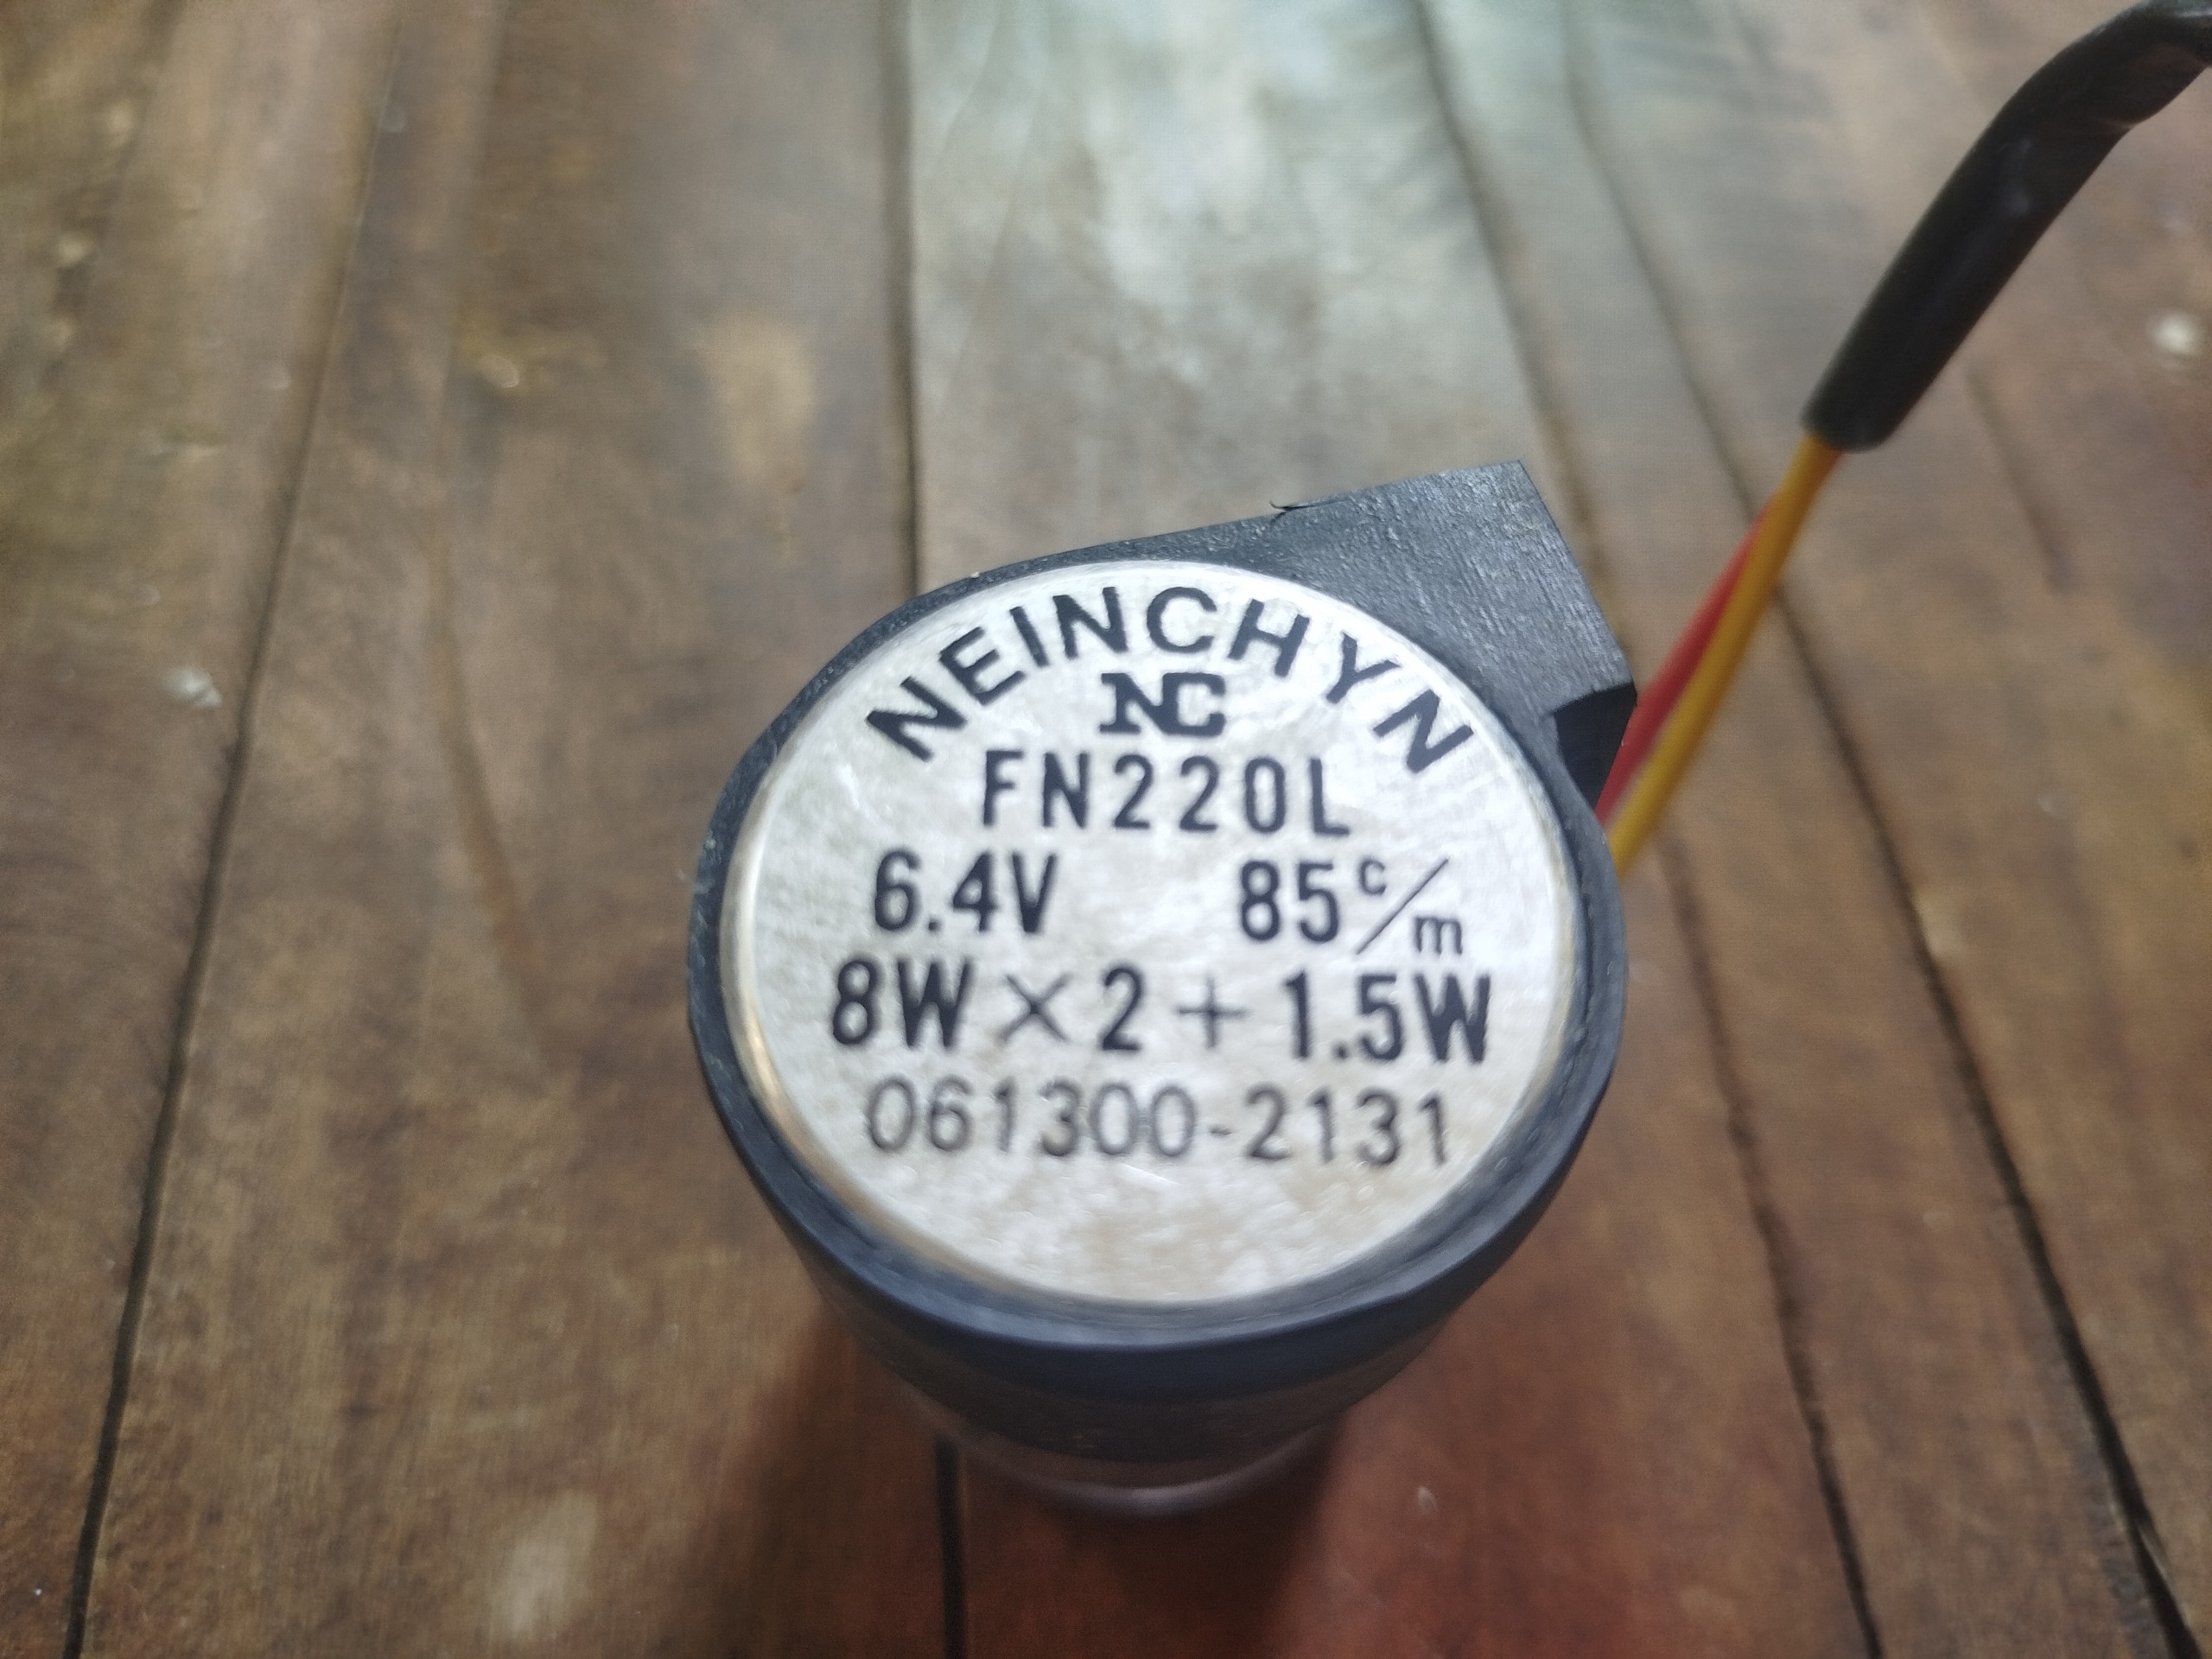 NEINCHYN
NC
FN220L
6.4V 85c/m
8W×2+1.5W
061300-2131